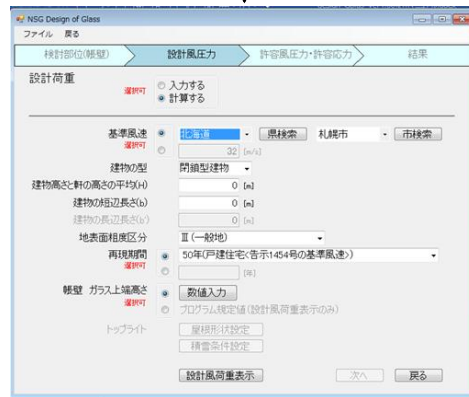 NSG Design of Glass
ファイル 戻る
検討部位(帳壁) 設計風圧力 許容風圧力・許容応力 結果
設計荷重
選択可
入力する
計算する
基準風速 北海道 県検索 札幌市 市検索
選択可 32 [m/s]
建物の型 閉鎖型建物
建物高さと軒の高さの平均(H) 0 [m]
建物の短辺長さ(b) 0 [m]
建物の長辺長さ(b') 0 [m]
地表面粗度区分 Ⅲ(一般地)
再現期間 50年(戸建住宅<告示1454号の基準風速>)
選択可 [年]
帳壁 ガラス上端高さ 数値入力
選択可 プログラム規定値(設計風荷重表示のみ)
トップライト 屋根形状設定
積雪条件設定
設計風荷重表示 次へ 戻る